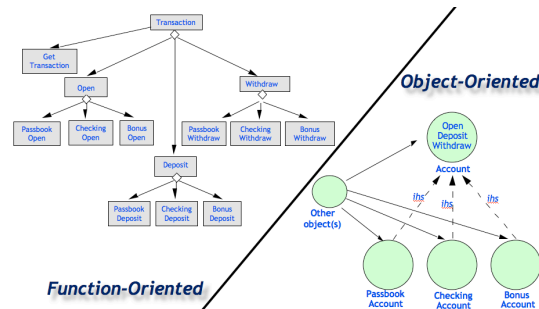 Transaction
Get
Transaction
Open
Withdraw
Passbook
Open
Checking
Open
Bonus
Open
Passbook
Withdraw
Checking
Withdraw
Bonus
Withdraw
Deposit
Passbook
Deposit
Checking
Deposit
Bonus
Deposit
Function-Oriented
Object-Oriented
Open
Deposit
Withdraw
Account
Other
object(s)
ihs
ihs
ihs
Passbook
Account
Checking
Account
Bonus
Account